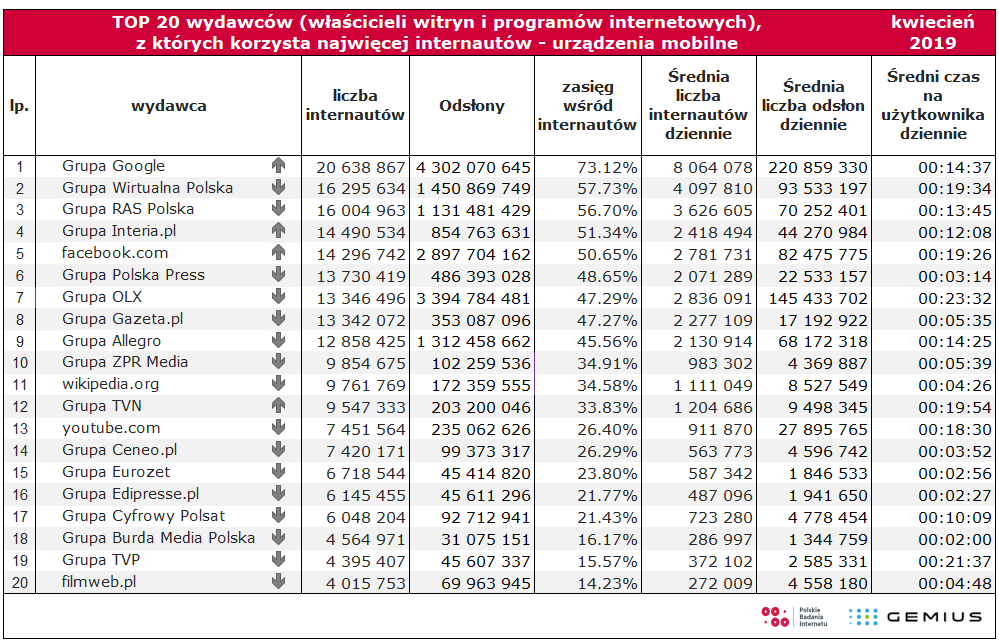 TOP 20 wydawców (właścicieli witryn i programów internetowych),
z których korzysta najwięcej internautów - urządzenia mobilne
kwiecień
2019
lp.
wydawca
liczba
internautów
Odsłony
zasięg
wśród
internautów
Średnia
liczba
internautów
dziennie
Średnia
liczba odsłon
dziennie
Średni czas
na
użytkownika
dziennie
1 Grupa Google 20 638 867 4 302 070 645 73.12% 8 064 078 220 859 330 00:14:37
2 Grupa Wirtualna Polska 16 295 634 1 450 869 749 57.73% 4 097 810 93 533 197 00:19:34
3 Grupa RAS Polska 16 004 963 1 131 481 429 56.70% 3 626 605 70 252 401 00:13:45
4 Grupa Interia.pl 14 490 534 854 763 631 51.34% 2 418 494 44 270 984 00:12:08
5 facebook.com 14 296 742 2 897 704 162 50.65% 2 781 731 82 475 775 00:19:26
6 Grupa Polska Press 13 730 419 486 393 028 48.65% 2 071 289 22 533 157 00:03:14
7 Grupa OLX 13 346 496 3 394 784 481 47.29% 2 836 091 145 433 702 00:23:32
8 Grupa Gazeta.pl 13 342 072 353 087 096 47.27% 2 277 109 17 192 922 00:05:35
9 Grupa Allegro 12 858 425 1 312 458 662 45.56% 2 130 914 68 172 318 00:14:25
10 Grupa ZPR Media 9 854 675 102 259 536 34.91% 983 302 4 369 887 00:05:39
11 wikipedia.org 9 761 769 172 359 555 34.58% 1 111 049 8 527 549 00:04:26
12 Grupa TVN 9 547 333 203 200 046 33.83% 1 204 686 9 498 345 00:19:54
13 youtube.com 7 451 564 235 062 626 26.40% 911 870 27 895 765 00:18:30
14 Grupa Ceneo.pl 7 420 171 99 373 317 26.29% 563 773 4 596 742 00:03:52
15 Grupa Eurozet 6 718 544 45 414 820 23.80% 587 342 1 846 533 00:02:56
16 Grupa Edipresse.pl 6 145 455 45 611 296 21.77% 487 096 1 941 650 00:02:27
17 Grupa Cyfrowy Polsat 6 048 204 92 712 941 21.43% 723 280 4 778 454 00:10:09
18 Grupa Burda Media Polska 4 564 971 31 075 151 16.17% 286 997 1 344 759 00:02:00
19 Grupa TVP 4 395 407 45 607 337 15.57% 372 102 2 585 331 00:21:37
20 filmweb.pl 4 015 753 69 963 945 14.23% 272 009 4 558 180 00:04:48
Polskie
Badania
Internetu
GEMIUS